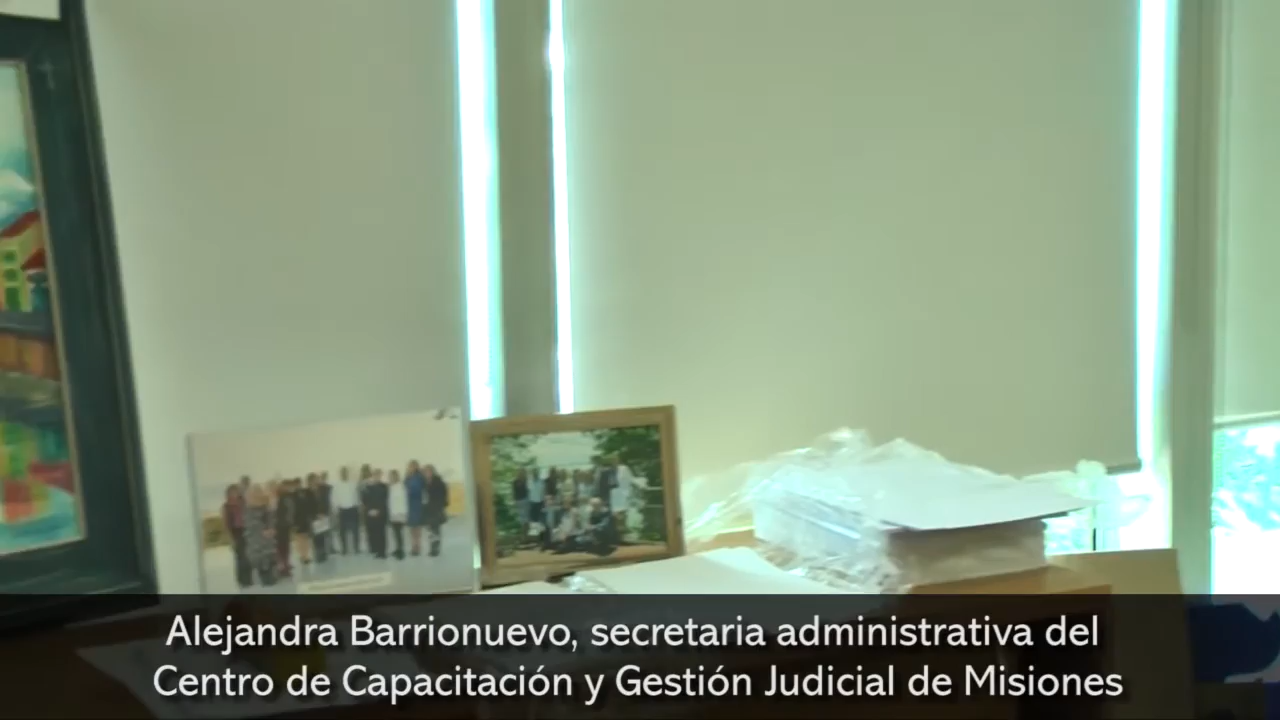 Alejandra Barrionuevo, secretaria administrativa del
Centro de Capacitación y Gestión Judicial de Misiones